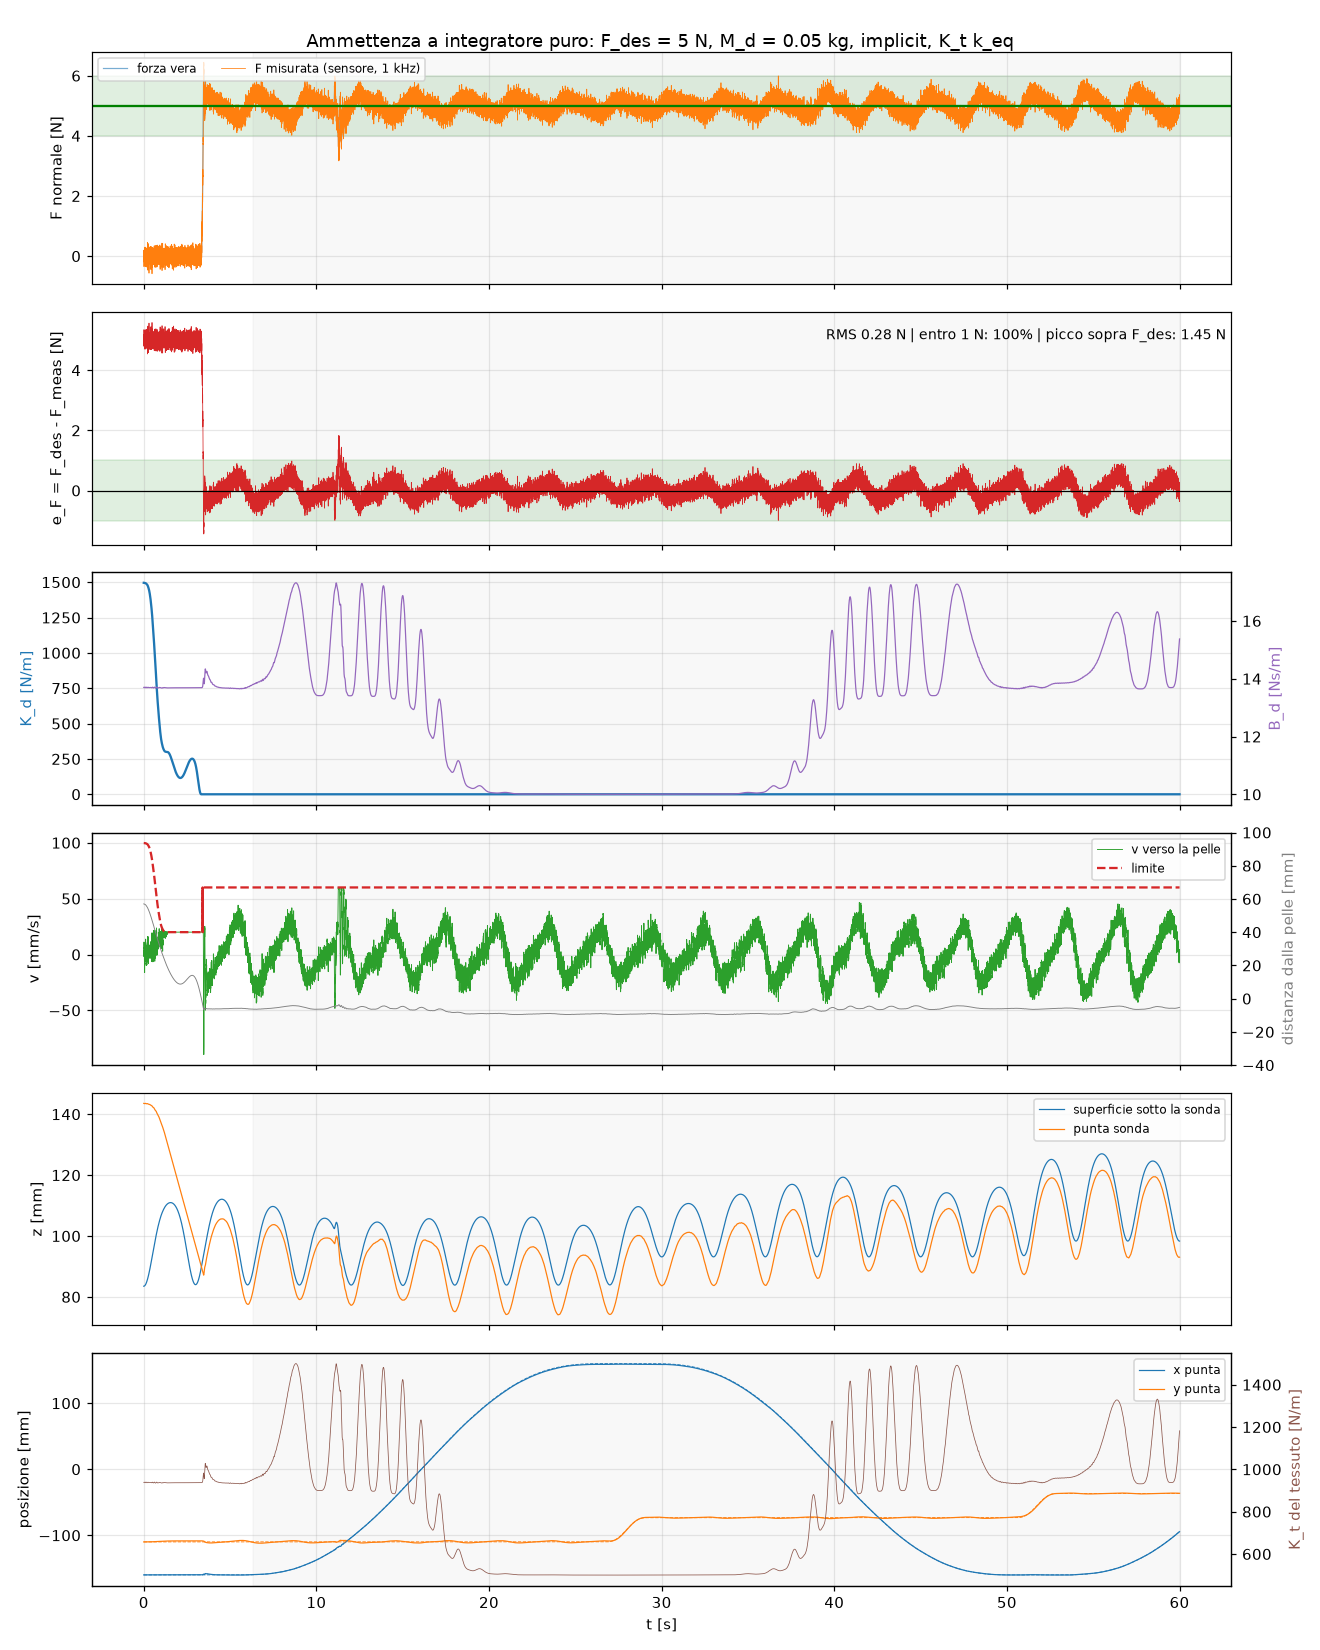 Ammettenza a integratore puro: F_des = 5 N, M_d = 0.05 kg, implicit, K_t k_eq
forza vera
F misurata (sensore, 1 kHz)
F normale [N]
6
4
2
0
RMS 0.28 N | entro 1 N: 100% | picco sopra F_des: 1.45 N
e_F = F_des - F_meas [N]
4
2
0
K_d [N/m]
1500
1250
1000
750
500
250
0
16
14
12
10
B_d [Ns/m]
v [mm/s]
100
50
0
−50
v verso la pelle
limite
100
80
60
40
20
0
−20
−40
distanza dalla pelle [mm]
z [mm]
140
120
100
80
superficie sotto la sonda
punta sonda
posizione [mm]
100
0
−100
x punta
y punta
1400
1200
1000
800
600
K_t del tessuto [N/m]
0
10
20
30
40
50
60
t [s]